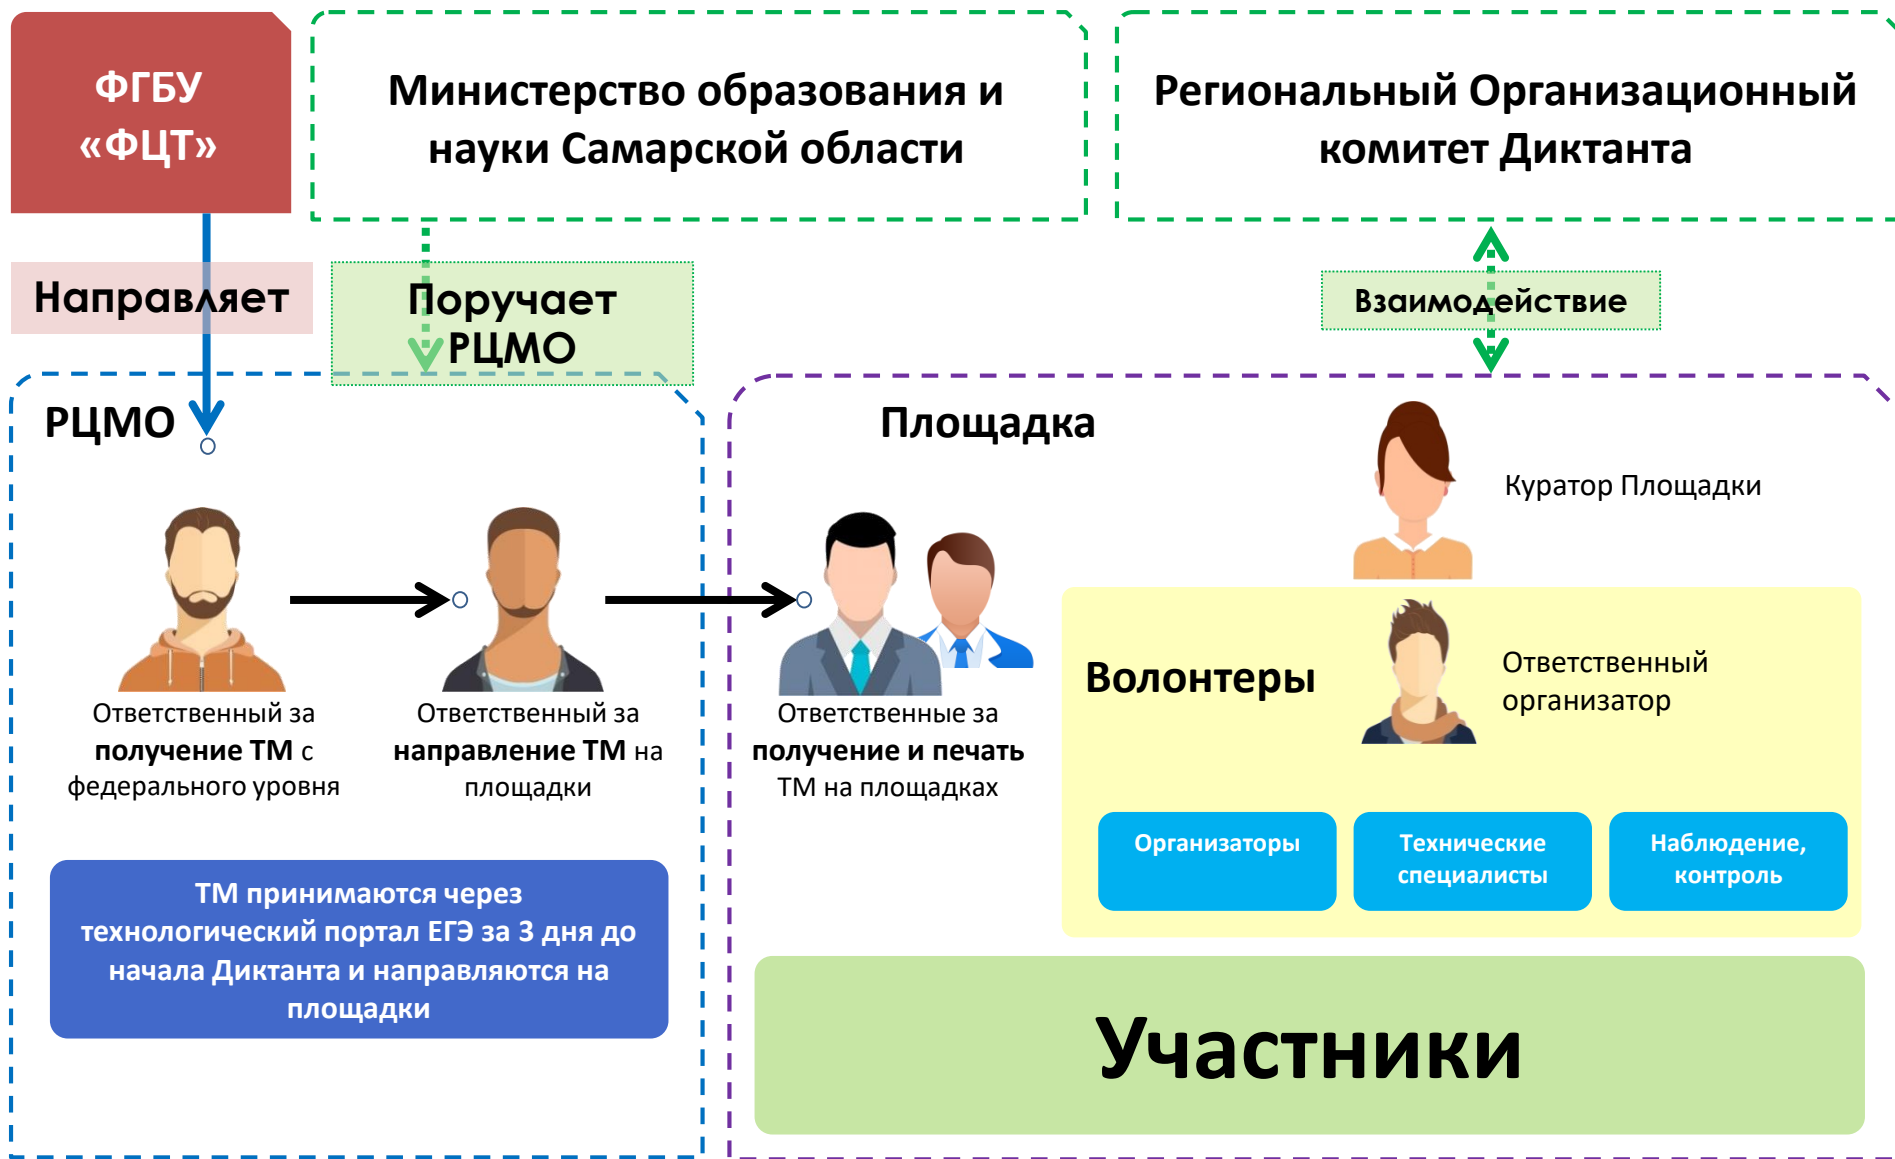 ФГБУ
«ФЦТ»
Министерство образования и
науки Самарской области
Региональный Организационный
комитет Диктанта
Направляет
Поручает
РЦМО
Взаимодействие
РЦМО
Ответственный за
получение ТМ с
федерального уровня
Ответственный за
направление ТМ на
площадки
ТМ принимаются через
технологический портал ЕГЭ за 3 дня до
начала Диктанта и направляются на
площадки
Площадка
Куратор Площадки
Ответственные за
получение и печать
ТМ на площадках
Волонтеры
Ответственный
организатор
Организаторы
Технические
специалисты
Наблюдение,
контроль
Участники